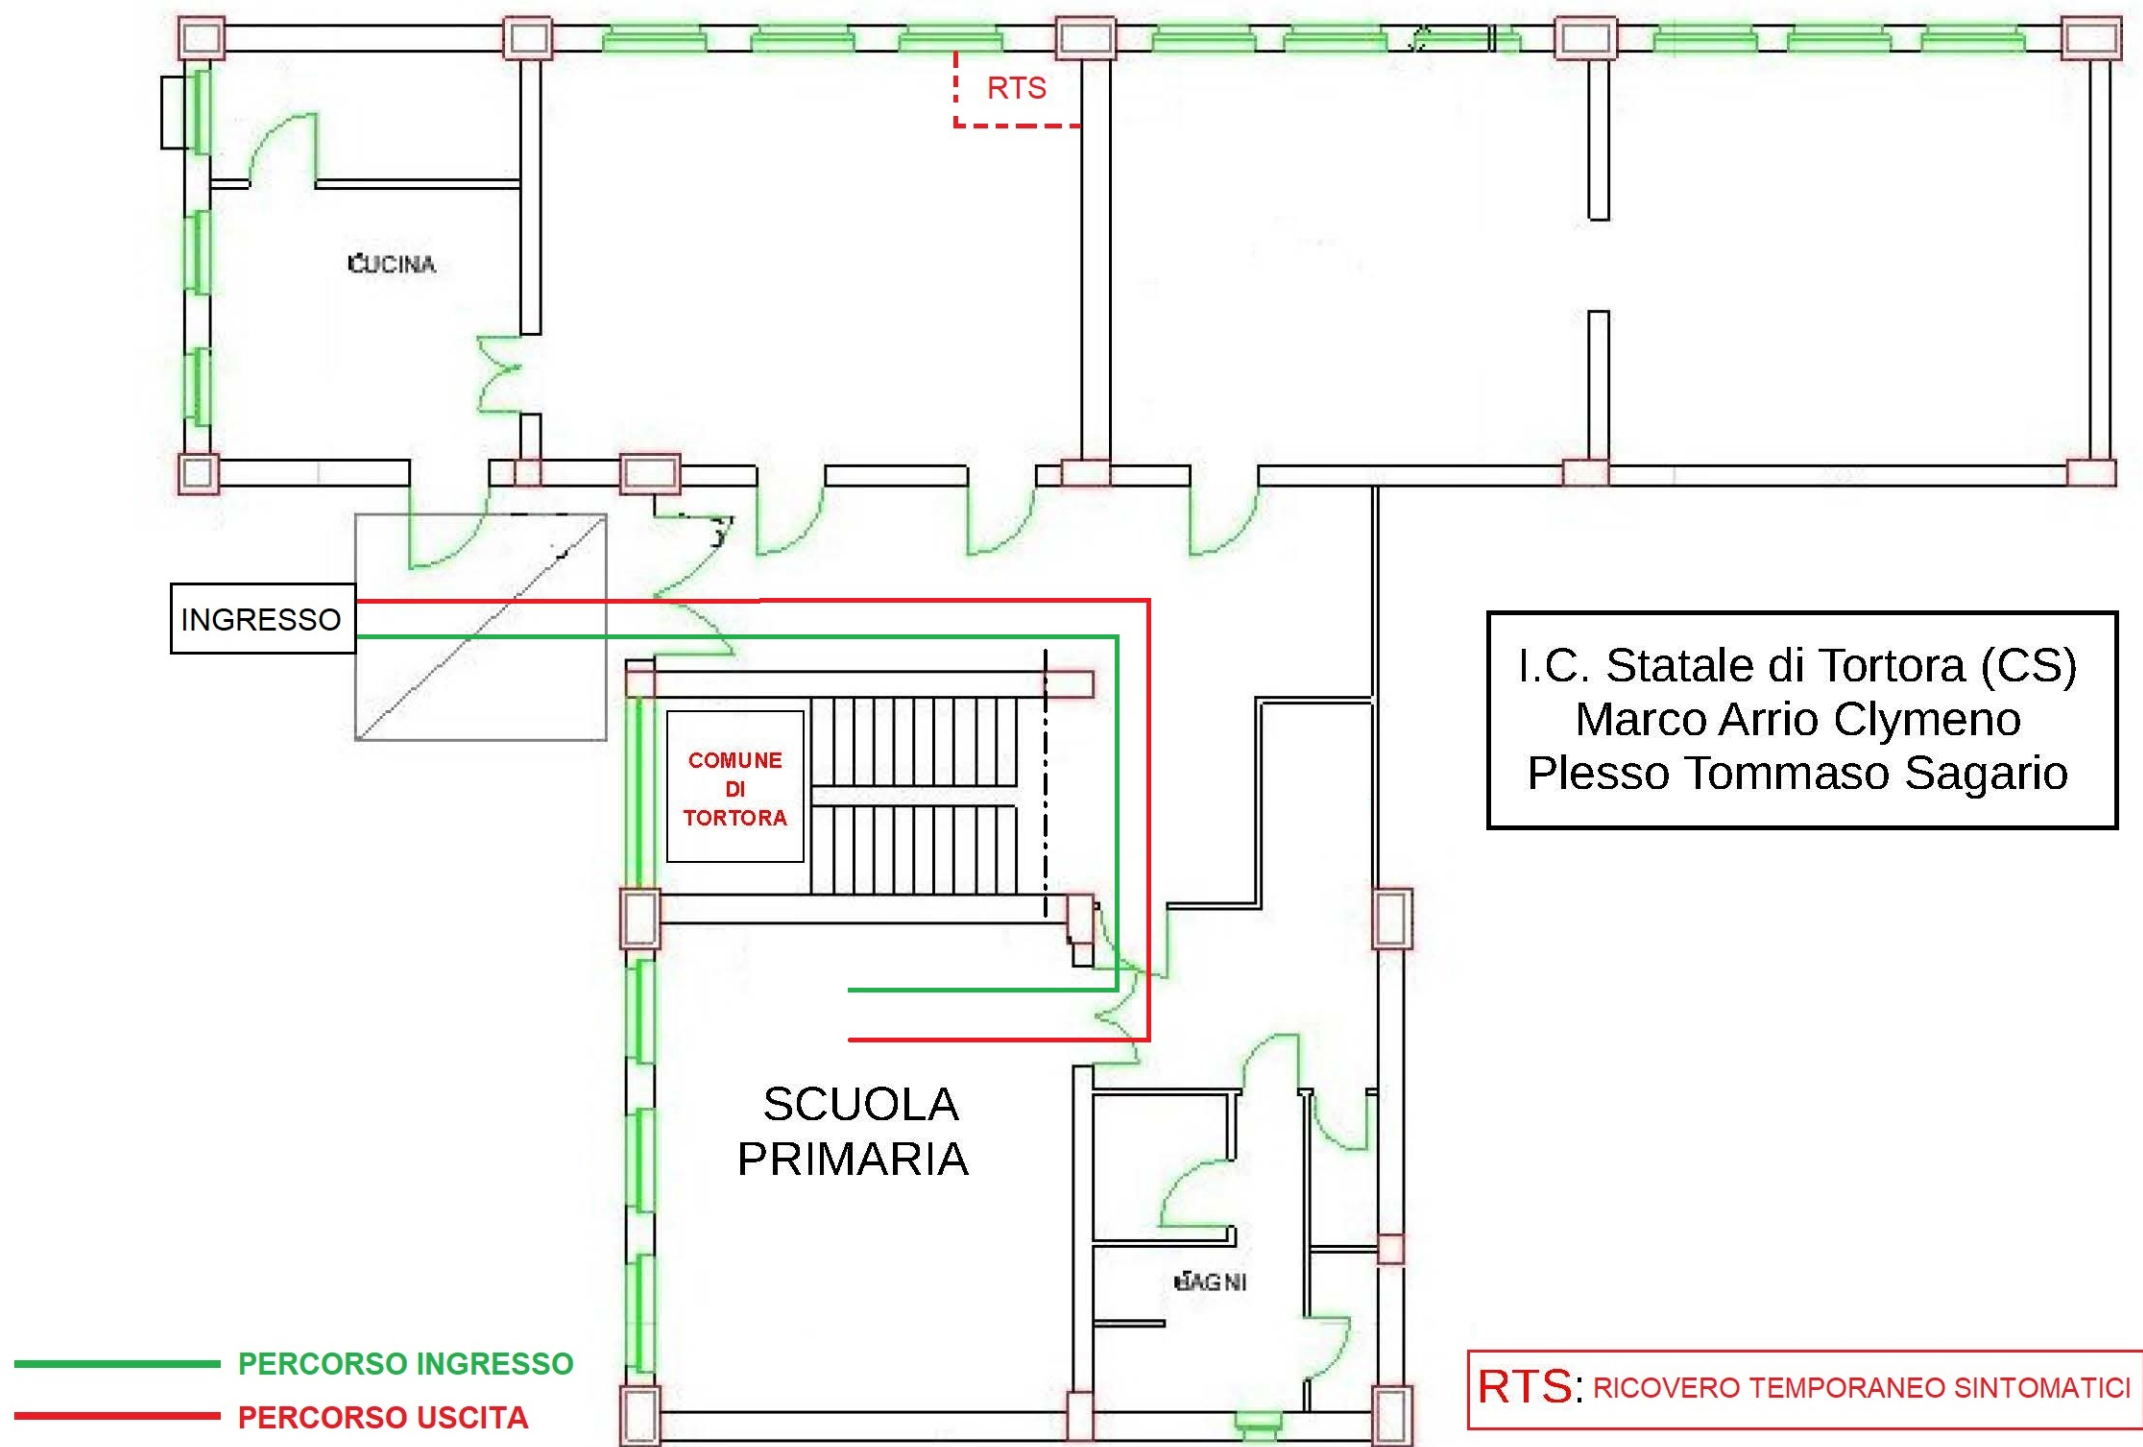 RTS
CUCINA
INGRESSO
I.C. Statale di Tortora (CS)
Marco Arrio Clymeno
Plesso Tommaso Sagario
COMUNE
DI
TORTORA
SCUOLA
PRIMARIA
BAGNI
PERCORSO INGRESSO
PERCORSO USCITA
RTS: RICOVERO TEMPORANEO SINTOMATICI